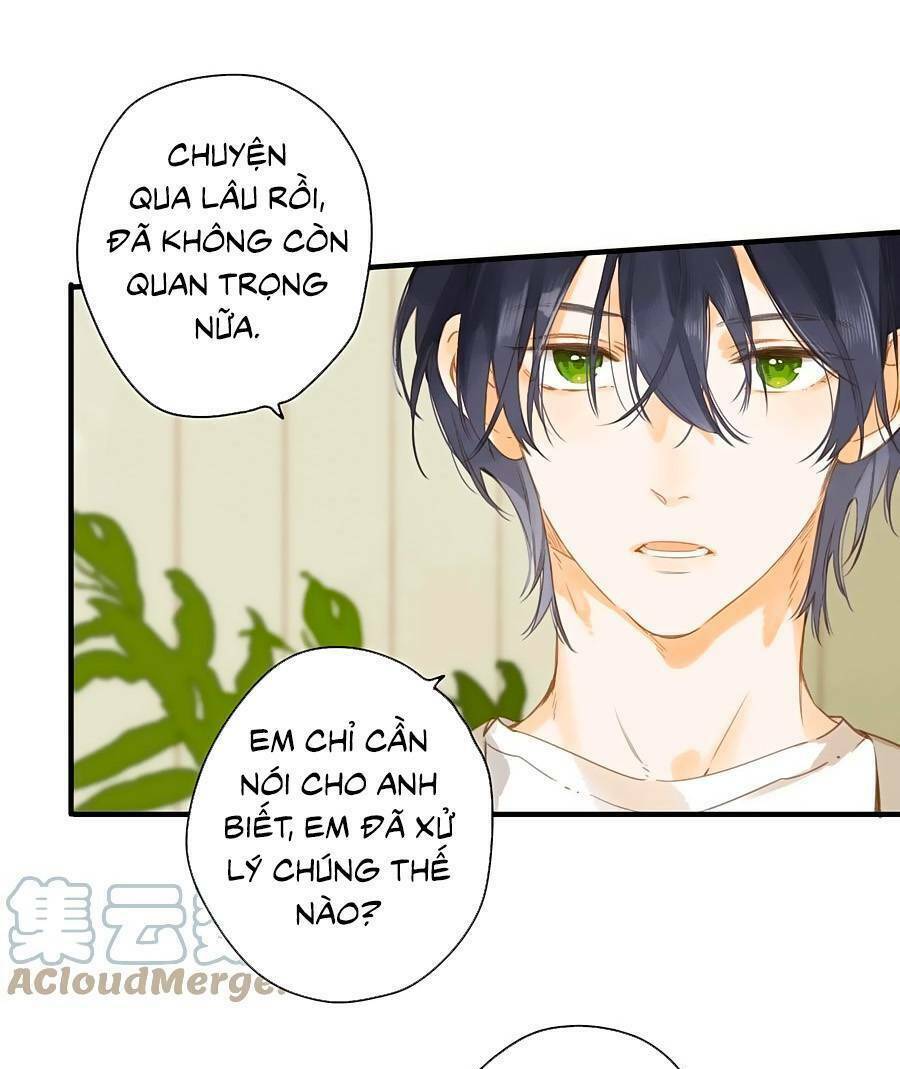 CHUYỆN
QUA LÂU RỒI,
ĐÃ KHÔNG CÒN
QUAN TRỌNG
NỮA.
EM CHỈ CẦN
NÓI CHO ANH
BIẾT, EM ĐÃ XỬ
LÝ CHÚNG THẾ
NÀO?
集云
ACloudMerge